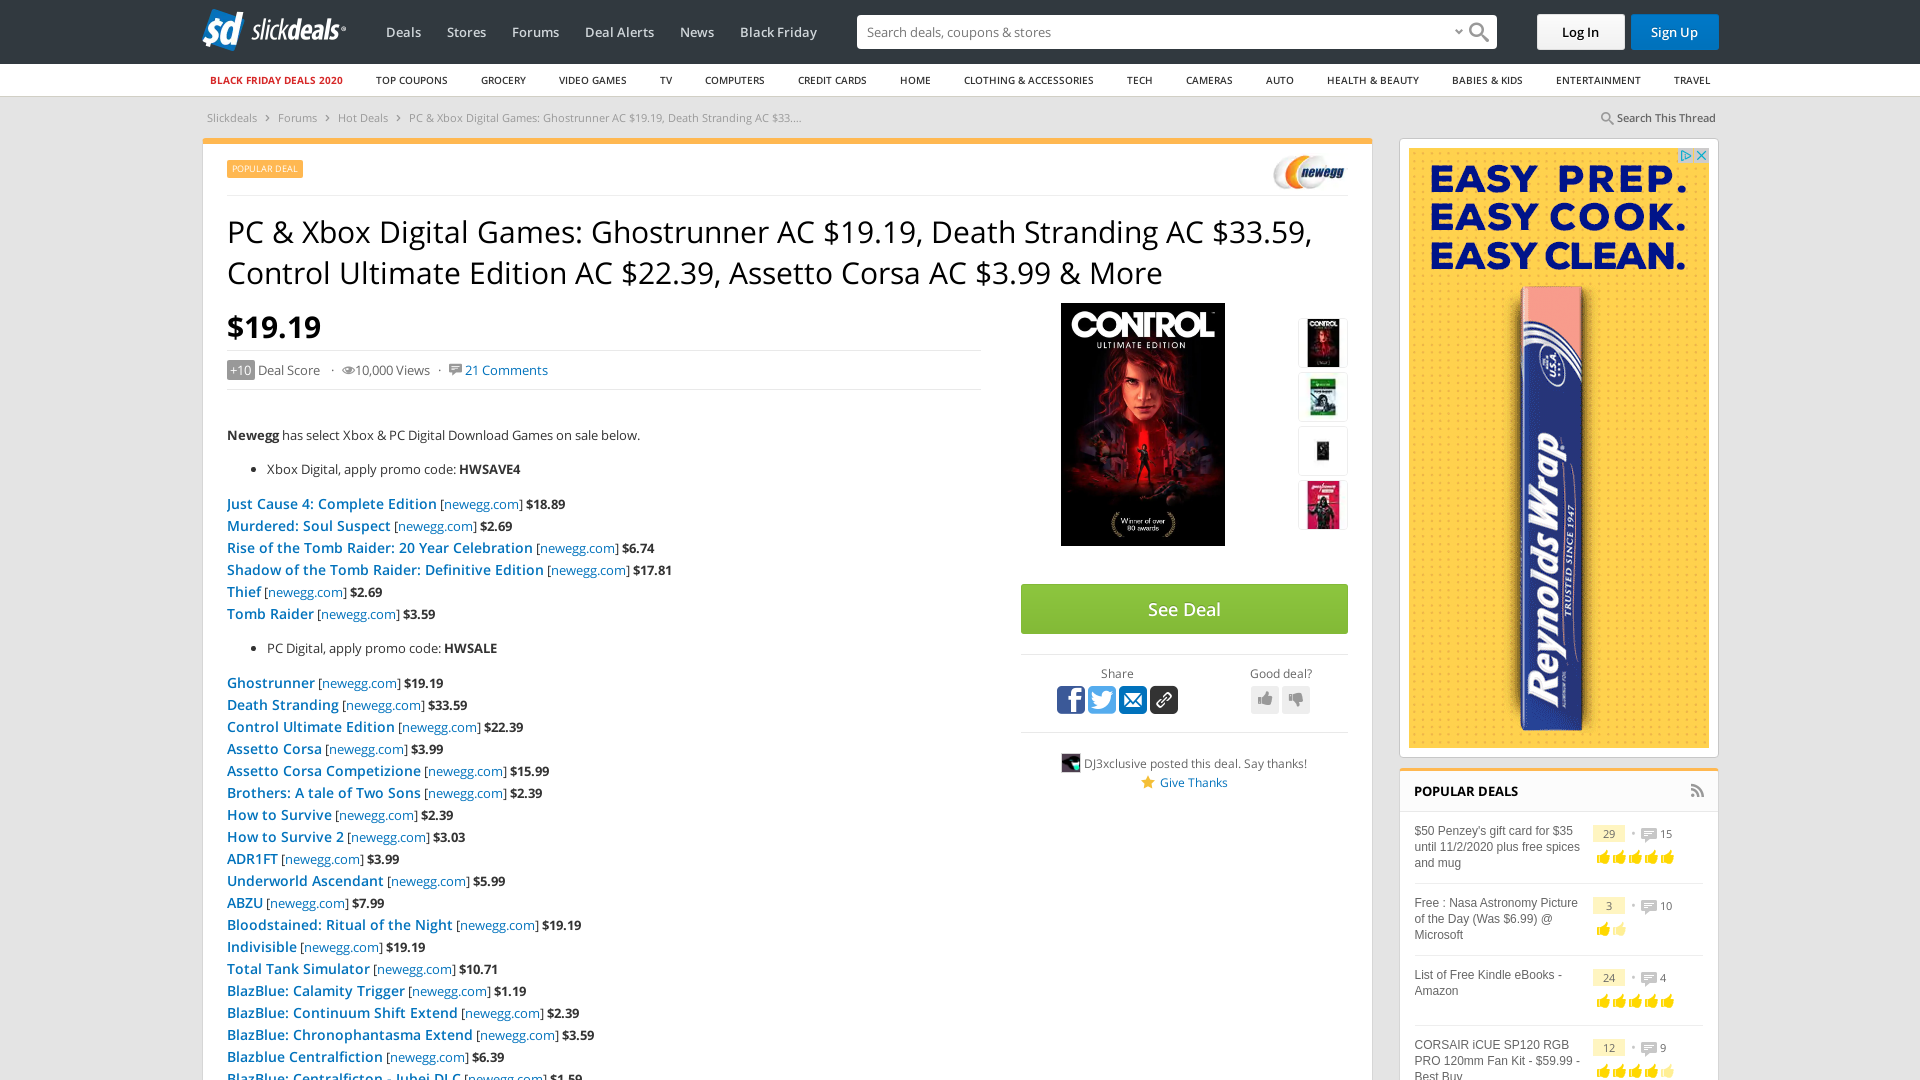 slickdeals
Deals Stores Forums Deal Alerts News Black Friday
Search deals, coupons & stores
Log In Sign Up
BLACK FRIDAY DEALS 2020 TOP COUPONS GROCERY VIDEO GAMES TV COMPUTERS CREDIT CARDS HOME CLOTHING & ACCESSORIES TECH CAMERAS AUTO HEALTH & BEAUTY BABIES & KIDS ENTERTAINMENT TRAVEL
Slickdeals › Forums › Hot Deals › PC & Xbox Digital Games: Ghostrunner AC $19.19, Death Stranding AC $33....
Search This Thread
POPULAR DEAL
newegg
PC & Xbox Digital Games: Ghostrunner AC $19.19, Death Stranding AC $33.59,
Control Ultimate Edition AC $22.39, Assetto Corsa AC $3.99 & More
$19.19
+10 Deal Score · 10,000 Views · 21 Comments
Newegg has select Xbox & PC Digital Download Games on sale below.
• Xbox Digital, apply promo code: HWSAVE4
Just Cause 4: Complete Edition [newegg.com] $18.89
Murdered: Soul Suspect [newegg.com] $2.69
Rise of the Tomb Raider: 20 Year Celebration [newegg.com] $6.74
Shadow of the Tomb Raider: Definitive Edition [newegg.com] $17.81
Thief [newegg.com] $2.69
Tomb Raider [newegg.com] $3.59
• PC Digital, apply promo code: HWSALE
Ghostrunner [newegg.com] $19.19
Death Stranding [newegg.com] $33.59
Control Ultimate Edition [newegg.com] $22.39
Assetto Corsa [newegg.com] $3.99
Assetto Corsa Competizione [newegg.com] $15.99
Brothers: A tale of Two Sons [newegg.com] $2.39
How to Survive [newegg.com] $2.39
How to Survive 2 [newegg.com] $3.03
ADR1FT [newegg.com] $3.99
Underworld Ascendant [newegg.com] $5.99
ABZU [newegg.com] $7.99
Bloodstained: Ritual of the Night [newegg.com] $19.19
Indivisible [newegg.com] $19.19
Total Tank Simulator [newegg.com] $10.71
BlazBlue: Calamity Trigger [newegg.com] $1.19
BlazBlue: Continuum Shift Extend [newegg.com] $2.39
BlazBlue: Chronophantasma Extend [newegg.com] $3.59
Blazblue Centralfiction [newegg.com] $6.39
BlazBlue: Centralficton - Jubei DLC [newegg.com] $1.59
CONTROL
ULTIMATE EDITION
Winner of over
80 awards
CONTROL
See Deal
Share
Good deal?
DJ3xclusive posted this deal. Say thanks!
Give Thanks
EASY PREP.
EASY COOK.
EASY CLEAN.
Reynolds Wrap
TRUSTED SINCE 1947
POPULAR DEALS
$50 Penzey's gift card for $35
until 11/2/2020 plus free spices
and mug
29 • 15
Free : Nasa Astronomy Picture
of the Day (Was $6.99) @
Microsoft
3 • 10
List of Free Kindle eBooks -
Amazon
24 • 4
CORSAIR iCUE SP120 RGB
PRO 120mm Fan Kit - $59.99 -
Best Buy
12 • 9